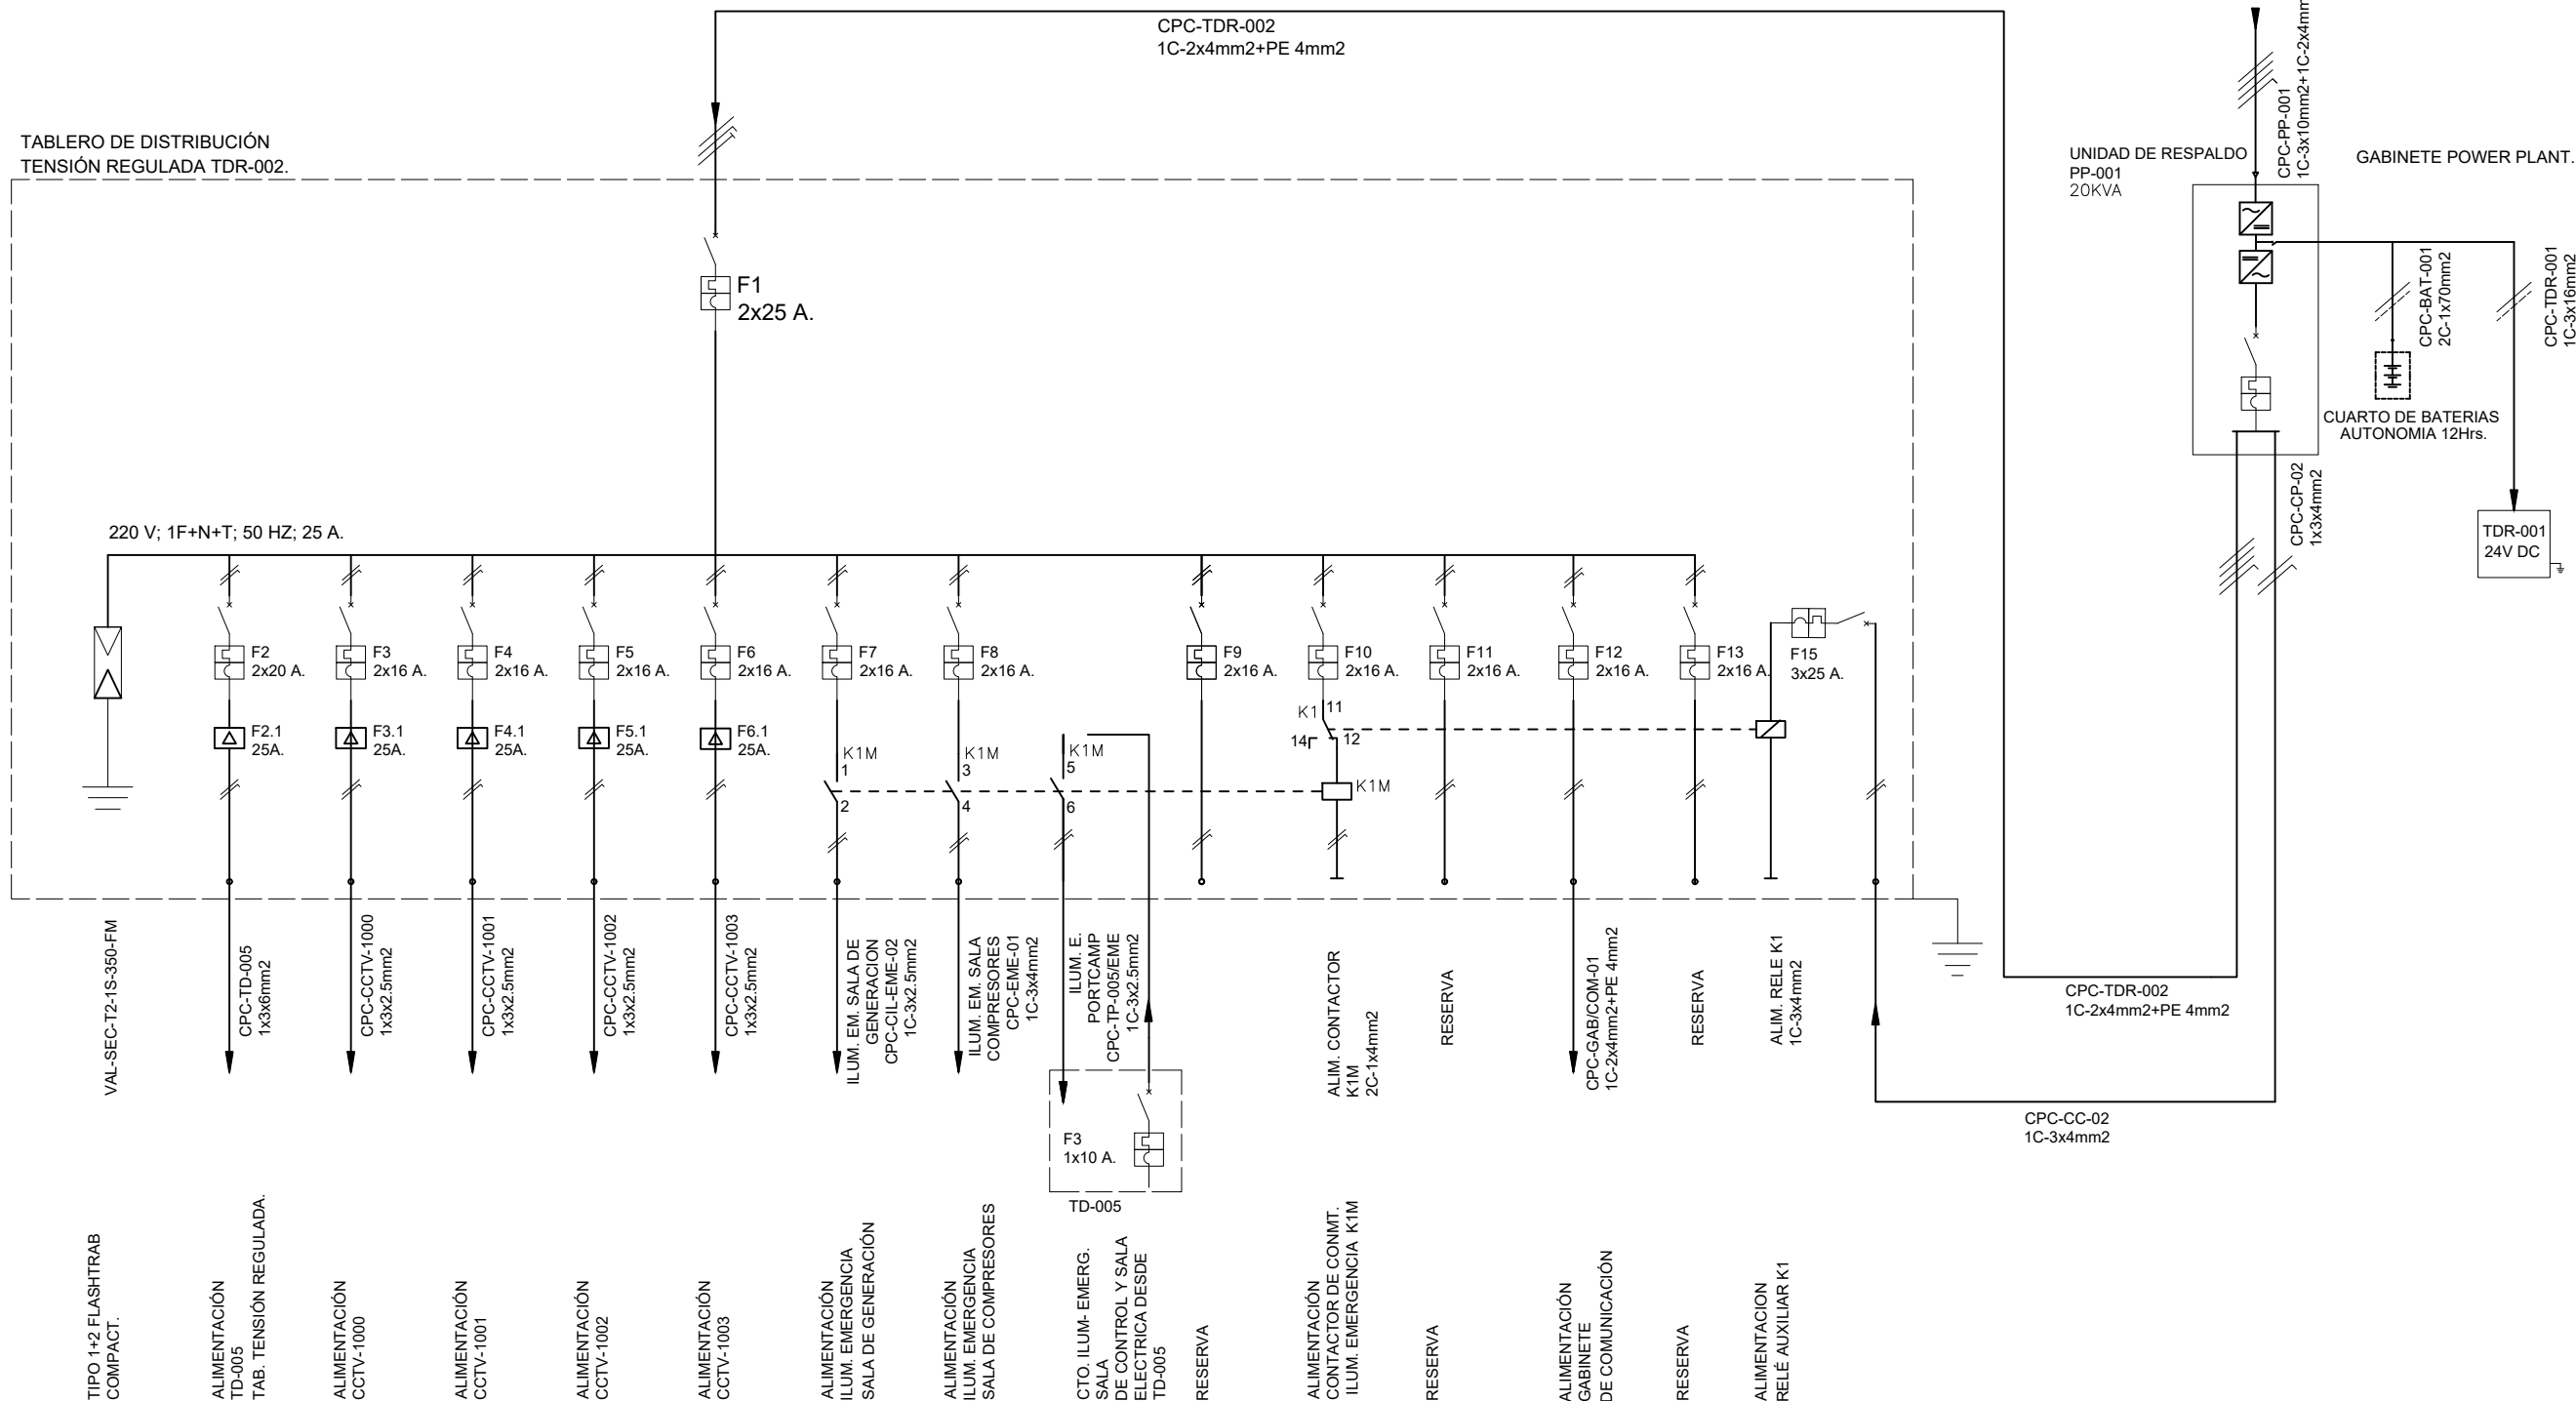 CPC-TDR-002
1C-2x4mm2+PE 4mm2
TABLERO DE DISTRIBUCIÓN
TENSIÓN REGULADA TDR-002.
UNIDAD DE RESPALDO
PP-001
20KVA
CPC-PP-001
1C-3x10mm2+1C-2x4mm
GABINETE POWER PLANT.
F1
2x25 A.
CPC-BAT-001
2C-1x70mm2
CPC-TDR-001
1C-3x16mm2
CUARTO DE BATERIAS
AUTONOMIA 12Hrs.
CPC-CP-02
1x3x4mm2
TDR-001
24V DC
220 V; 1F+N+T; 50 HZ; 25 A.
F2
2x20 A.
F3
2x16 A.
F4
2x16 A.
F5
2x16 A.
F6
2x16 A.
F7
2x16 A.
F8
2x16 A.
F9
2x16 A.
F10
2x16 A.
F11
2x16 A.
F12
2x16 A.
F13
2x16 A.
F15
3x25 A.
F2.1
25A.
F3.1
25A.
F4.1
25A.
F5.1
25A.
F6.1
25A.
K1M
1
2
K1M
3
4
K1M
5
6
K1
11
14
12
K1M
VAL-SEC-T2-1S-350-FM
CPC-TD-005
1x3x6mm2
CPC-CCTV-1000
1x3x2.5mm2
CPC-CCTV-1001
1x3x2.5mm2
CPC-CCTV-1002
1x3x2.5mm2
CPC-CCTV-1003
1x3x2.5mm2
ILUM. EM. SALA DE
GENERACION
CPC-CIL-EME-02
1C-3x2.5mm2
ILUM. EM. SALA
COMPRESORES
CPC-EME-01
1C-3x4mm2
ILUM. E.
PORTCAMP
CPC-TP-005/EME
1C-3x2.5mm2
ALIM. CONTACTOR
K1M
2C-1x4mm2
RESERVA
CPC-GAB/COM-01
1C-2x4mm2+PE 4mm2
RESERVA
ALIM. RELE K1
1C-3x4mm2
CPC-TDR-002
1C-2x4mm2+PE 4mm2
CPC-CC-02
1C-3x4mm2
F3
1x10 A.
TD-005
TIPO 1+2 FLASHTRAB
COMPACT.
ALIMENTACIÓN
TD-005
TAB. TENSIÓN REGULADA.
ALIMENTACIÓN
CCTV-1000
ALIMENTACIÓN
CCTV-1001
ALIMENTACIÓN
CCTV-1002
ALIMENTACIÓN
CCTV-1003
ALIMENTACIÓN
ILUM. EMERGENCIA
SALA DE GENERACIÓN
ALIMENTACIÓN
ILUM. EMERGENCIA
SALA DE COMPRESORES
CTO. ILUM- EMERG.
SALA
DE CONTROL Y SALA
ELECTRICA DESDE
TD-005
RESERVA
ALIMENTACIÓN
CONTACTOR DE CONMT.
ILUM. EMERGENCIA K1M
RESERVA
ALIMENTACIÓN
GABINETE
DE COMUNICACIÓN
RESERVA
ALIMENTACION
RELÉ AUXILIAR K1